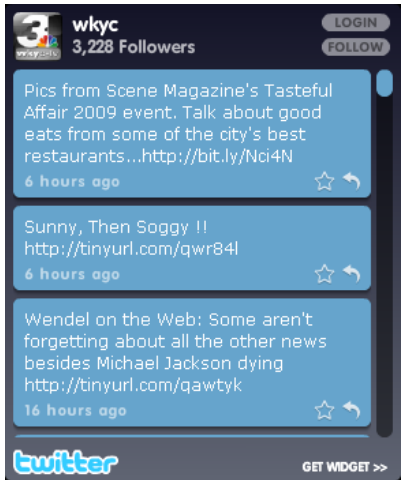 3
wkyc-tv
wkyc
3,228 Followers
LOGIN
FOLLOW
Pics from Scene Magazine's Tasteful
Affair 2009 event. Talk about good
eats from some of the city's best
restaurants...http://bit.ly/Nci4N
6 hours ago
Sunny, Then Soggy !!
http://tinyurl.com/qwr84l
6 hours ago
Wendel on the Web: Some aren't
forgetting about all the other news
besides Michael Jackson dying
http://tinyurl.com/qawtyk
16 hours ago
twitter
GET WIDGET >>